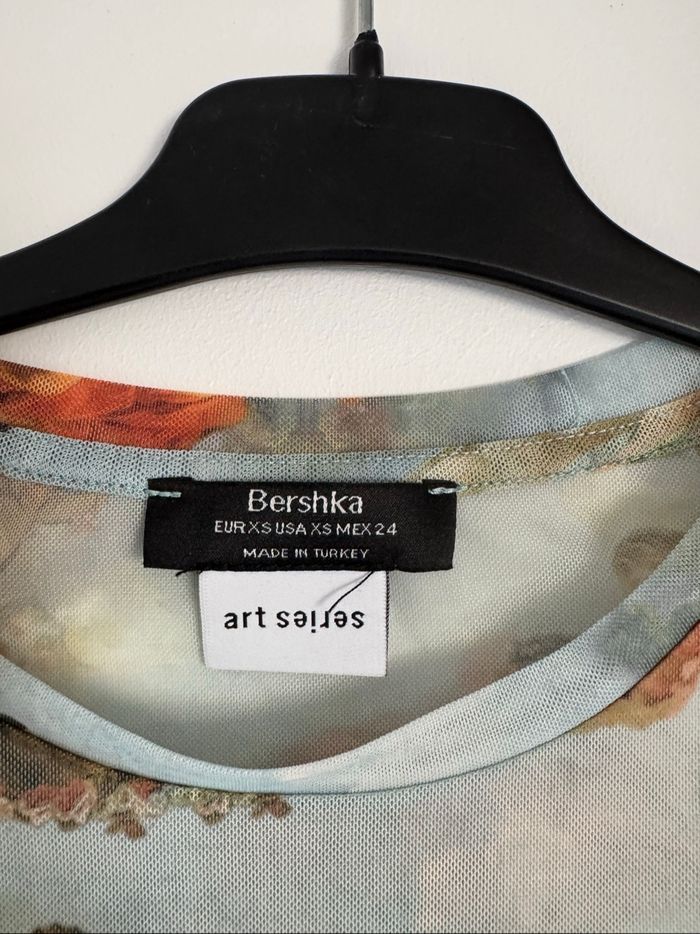 Bershka
EUR XS USA XS MEX 24
MADE IN TURKEY
art series